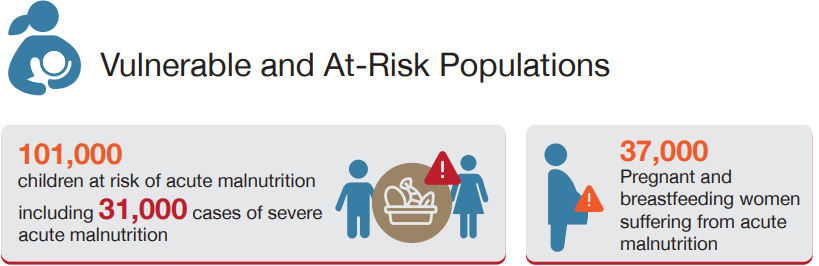 Vulnerable and At-Risk Populations
101,000
children at risk of acute malnutrition
including 31,000 cases of severe
acute malnutrition
37,000
Pregnant and
breastfeeding women
suffering from acute
malnutrition